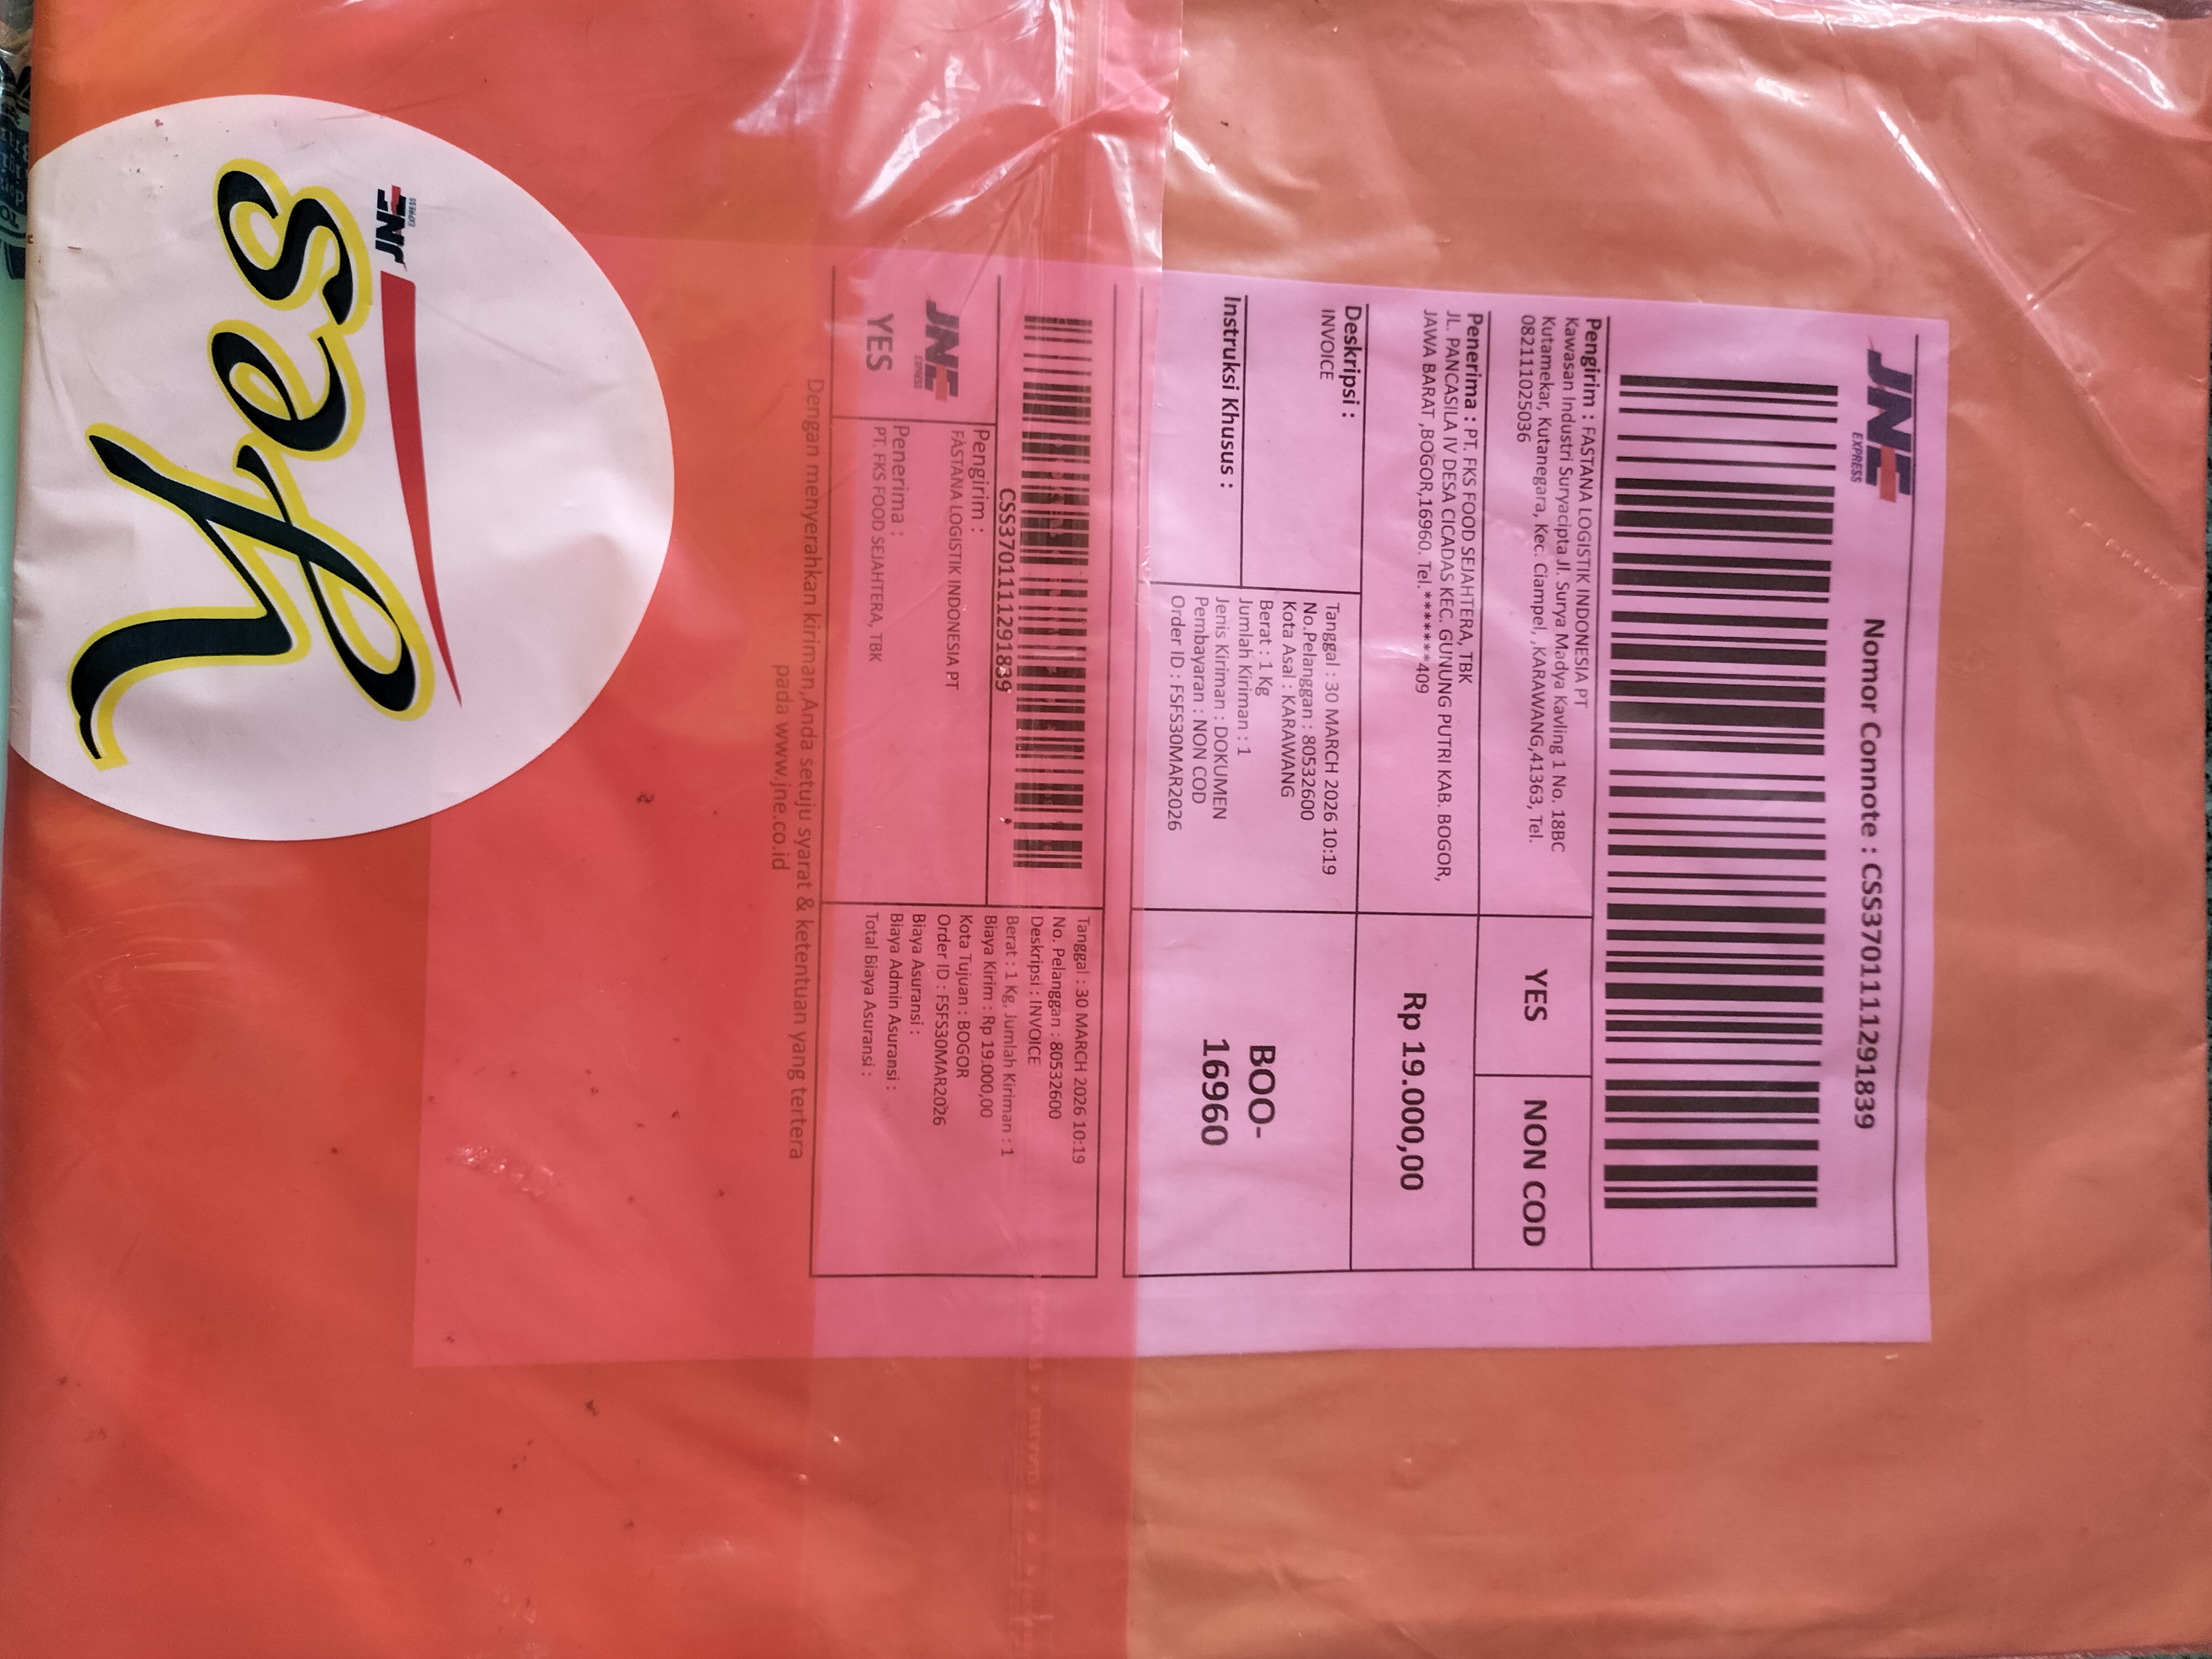 JNE
EXPRESS
Nomor Connote : CSS3701111291839
Pengirim : FASTANA LOGISTIK INDONESIA PT
Kawasan Industri Suryacipta Jl. Surya Madya Kavling 1 No. 18BC
Kutamekar, Kutanegara, Kec. Ciampel, ,KARAWANG,41363, Tel.
082111025036
YES
NON COD
Penerima : PT. FKS FOOD SEJAHTERA, TBK
JL. PANCASILA IV DESA CICADAS KEC. GUNUNG PUTRI KAB. BOGOR,
JAWA BARAT ,BOGOR,16960. Tel.*******409
Rp 19.000,00
Deskripsi :
INVOICE
Instruksi Khusus :
Tanggal : 30 MARCH 2026 10:19
No.Pelanggan : 80532600
Kota Asal : KARAWANG
Berat : 1 Kg
Jumlah Kiriman : 1
Jenis Kiriman : DOKUMEN
Pembayaran : NON COD
Order ID : FSFS30MAR2026
BOO-
16960
CSS3701111291839
JNE
EXPRESS
YES
Pengirim :
FASTANA LOGISTIK INDONESIA PT
Penerima :
PT. FKS FOOD SEJAHTERA, TBK
Tanggal : 30 MARCH 2026 10:19
No. Pelanggan : 80532600
Deskripsi : INVOICE
Berat : 1 Kg, Jumlah Kiriman : 1
Biaya Kirim : Rp 19.000,00
Kota Tujuan : BOGOR
Order ID : FSFS30MAR2026
Biaya Asuransi :
Biaya Admin Asuransi :
Total Biaya Asuransi :
Dengan menyerahkan kiriman,Anda setuju syarat & ketentuan yang tertera
pada www.jne.co.id
JNE
EXPRESS
Yes